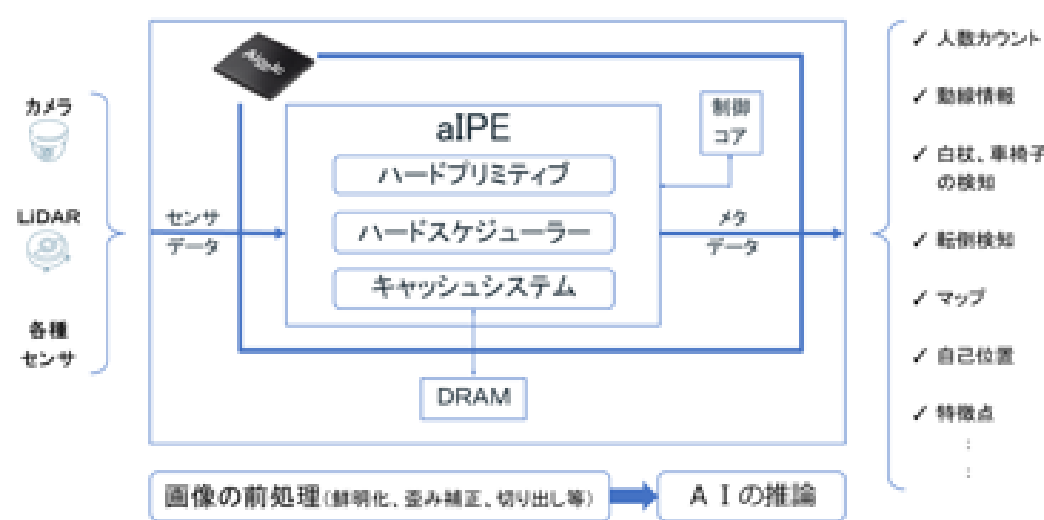 カメラ
LiDAR
各種
センサ
センサ
データ
aIPE
ハードプリミティブ
ハードスケジューラー
キャッシュシステム
制御
コア
メタ
データ
DRAM
画像の前処理(鮮明化、歪み補正、切り出し等)
AIの推論
✓ 人数カウント
✓ 動線情報
✓ 白杖、車椅子
の検知
✓ 転倒検知
✓ マップ
✓ 自己位置
✓ 特徴点
:
: